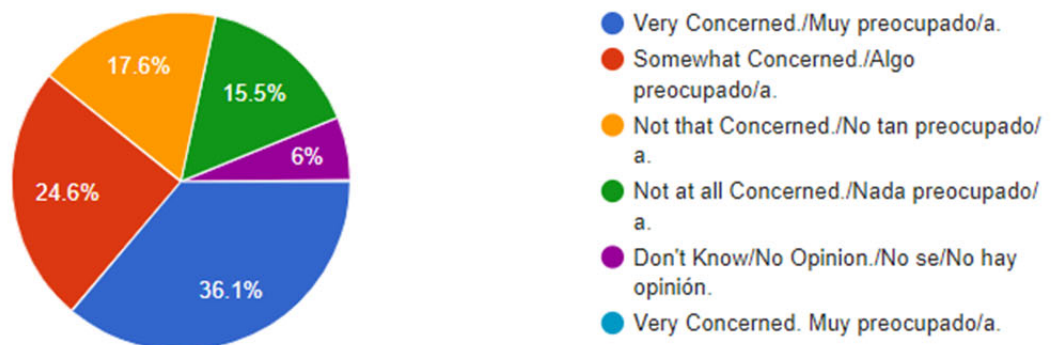 17.6%
15.5%
6%
24.6%
36.1%
Very Concerned./Muy preocupado/a.
Somewhat Concerned./Algo
preocupado/a.
Not that Concerned./No tan preocupado/
a.
Not at all Concerned./Nada preocupado/
a.
Don't Know/No Opinion./No se/No hay
opinión.
Very Concerned. Muy preocupado/a.